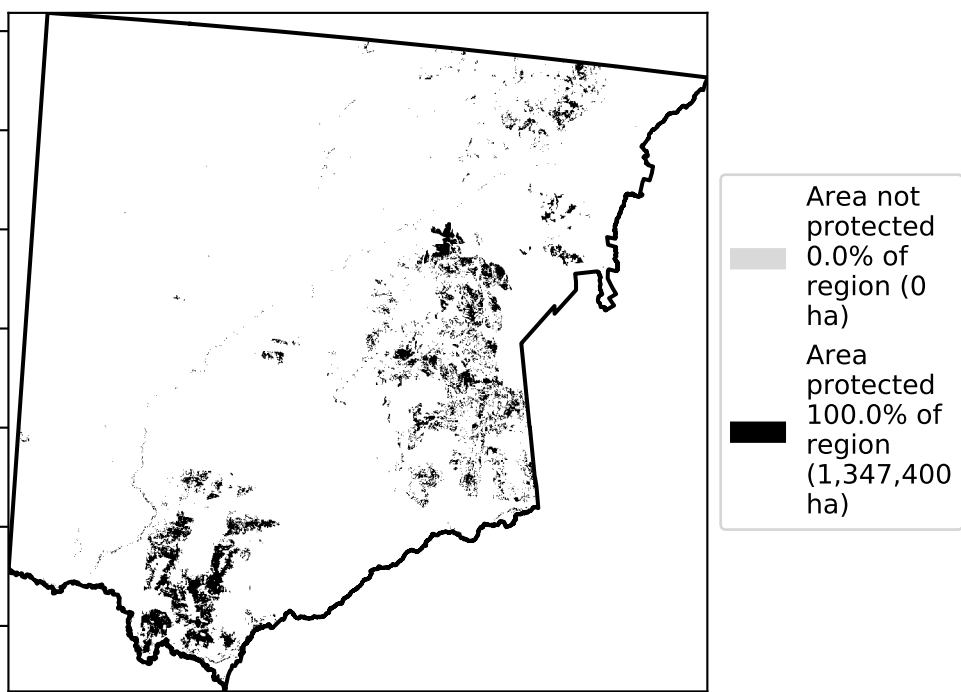 Area not
protected
0.0% of
region (0
ha)
Area
protected
100.0% of
region
(1,347,400
ha)